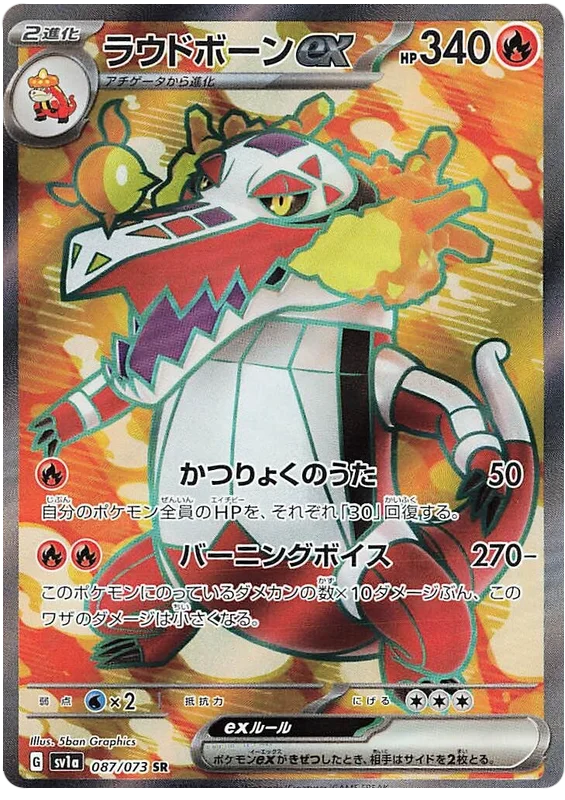 2進化
ラウドボーンex
HP340
アチゲータから進化
かつりょくのうた 50
自分のポケモン全員のHPを、それぞれ「30」回復する。
バーニングボイス 270-
このポケモンにのっているダメカンの数×10ダメージぶん、この
ワザのダメージは小さくなる。
弱点 ×2 抵抗力 にげる
Illus. 5ban Graphics
exルール
ポケモンexがきぜつしたとき、相手はサイドを2枚とる。
G sv1a 087/073 SR